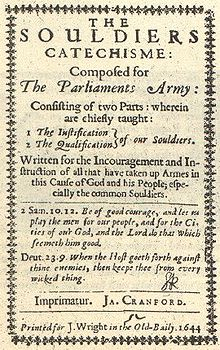 THE
SOULDIERS
CATECHISME:
Composed for
The Parliaments Army:
Consisting of two Parts: wherein
are chiefly taught:
1 The Iustification
2 The Qualification } of our Souldiers.
Written for the Incouragement and In-
struction of all that have taken up Armes in
this Cause of God and his People; espe-
cially the common Souldiers.
2 Sam. 10. 12. Be of good courage, and let us
play the men for our people, and for the Ci-
ties of our God, and the Lord do that which
seemeth him good.
Deut. 23. 9. When the Host goeth forth against
thine enemies, then keepe thee from every
wicked thing.
Imprimatur. JA. CRANFORD.
Printed for J. Wright in the Old-Baily. 1644